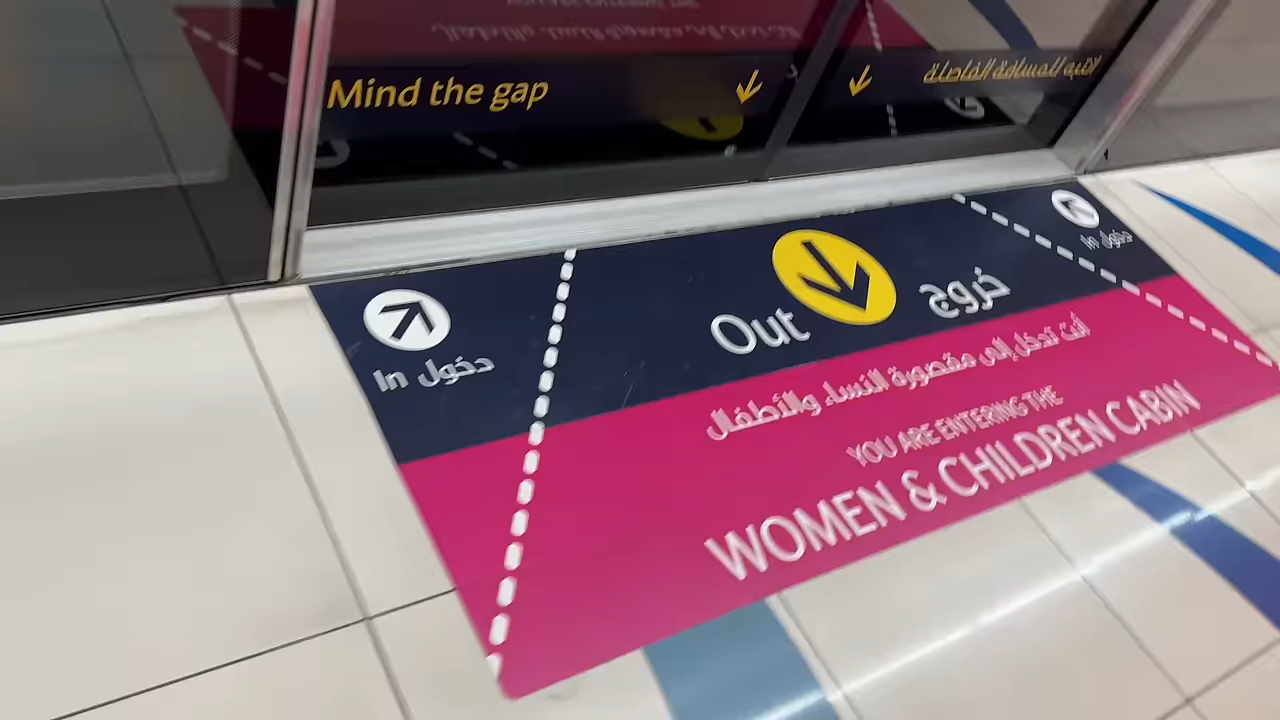 Mind the gap
انتبه للمسافة الفاصلة
In دخول
Out خروج
In دخول
أنت تدخل إلى مقصورة النساء والأطفال
YOU ARE ENTERING THE
WOMEN & CHILDREN CABIN